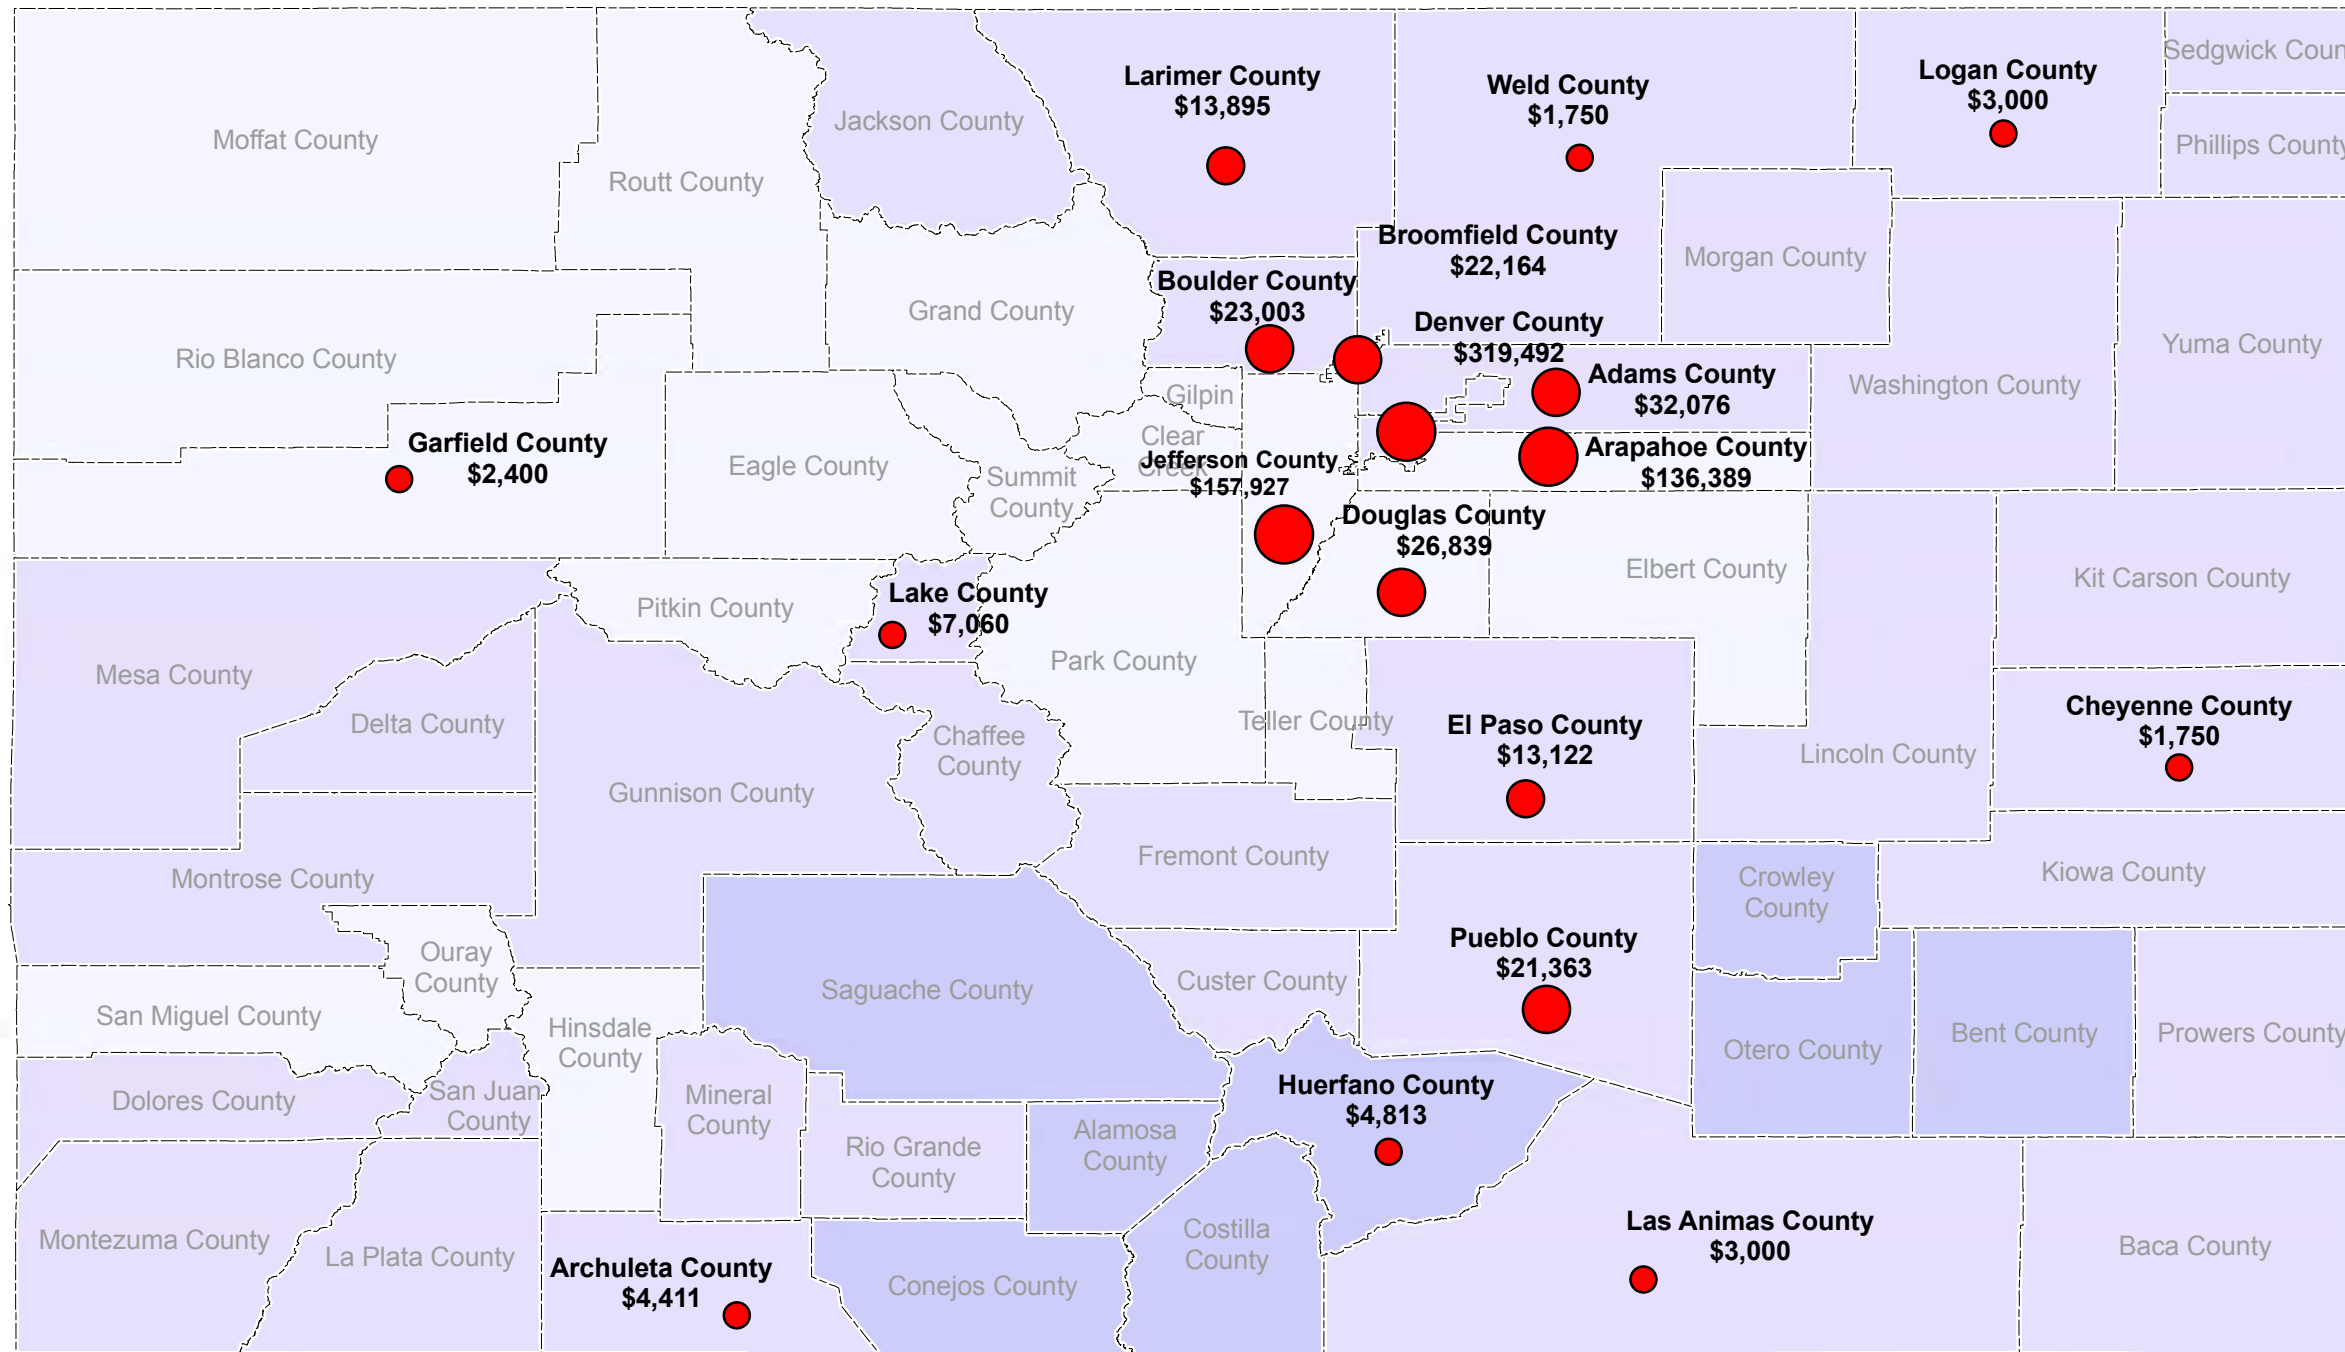 Sedgwick Coun
Larimer County
$13,895
Weld County
$1,750
Logan County
$3,000
Jackson County
Moffat County
Phillips County
Routt County
Broomfield County
$22,164
Morgan County
Boulder County
$23,003
Grand County
Denver County
$319,492
Rio Blanco County
Yuma County
Adams County
$32,076
Washington County
Gilpin
Garfield County
$2,400
Clear
Creek
Jefferson County
$157,927
Arapahoe County
$136,389
Eagle County
Summit
County
Douglas County
$26,839
Elbert County
Kit Carson County
Lake County
$7,060
Pitkin County
Park County
Mesa County
Delta County
Teller County
El Paso County
$13,122
Cheyenne County
$1,750
Chaffee
County
Lincoln County
Gunnison County
Fremont County
Montrose County
Crowley
County
Kiowa County
Pueblo County
$21,363
Ouray
County
Custer County
Saguache County
San Miguel County
Hinsdale
County
Otero County
Bent County
Prowers County
Dolores County
San Juan
County
Mineral
County
Huerfano County
$4,813
Alamosa
County
Rio Grande
County
Las Animas County
$3,000
Montezuma County
La Plata County
Costilla
County
Baca County
Archuleta County
$4,411
Conejos County